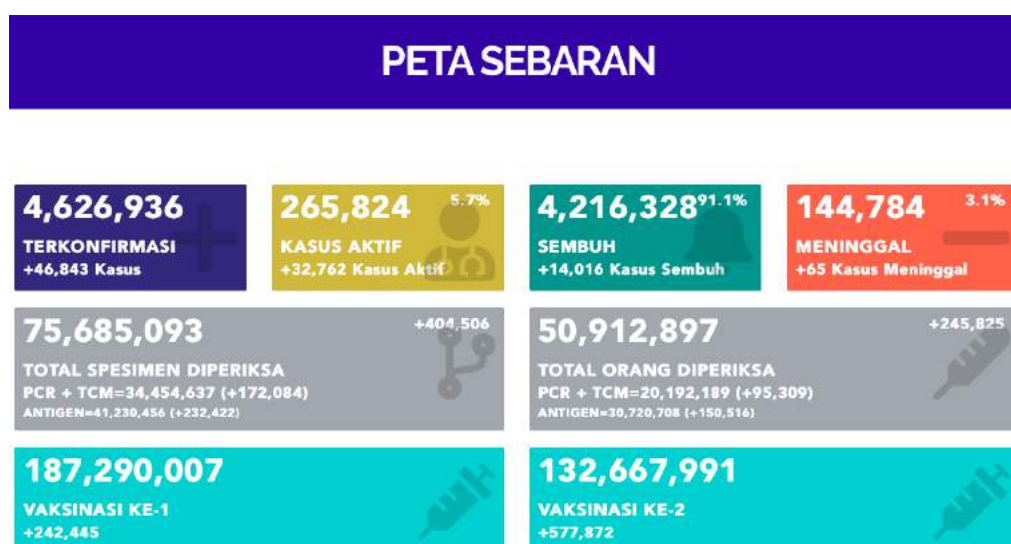 PETA SEBARAN
4,626,936
TERKONFIRMASI
+46,843 Kasus
265,824
5.7%
KASUS AKTIF
+32,762 Kasus Aktif
4,216,328
91.1%
SEMBUH
+14,016 Kasus Sembuh
144,784
3.1%
MENINGGAL
+65 Kasus Meninggal
75,685,093
+404,506
TOTAL SPESIMEN DIPERIKSA
PCR + TCM=34,454,637 (+172,084)
ANTIGEN=41,230,456 (+232,422)
50,912,897
+245,825
TOTAL ORANG DIPERIKSA
PCR + TCM=20,192,189 (+95,309)
ANTIGEN=30,720,708 (+150,516)
187,290,007
VAKSINASI KE-1
+242,445
132,667,991
VAKSINASI KE-2
+577,872